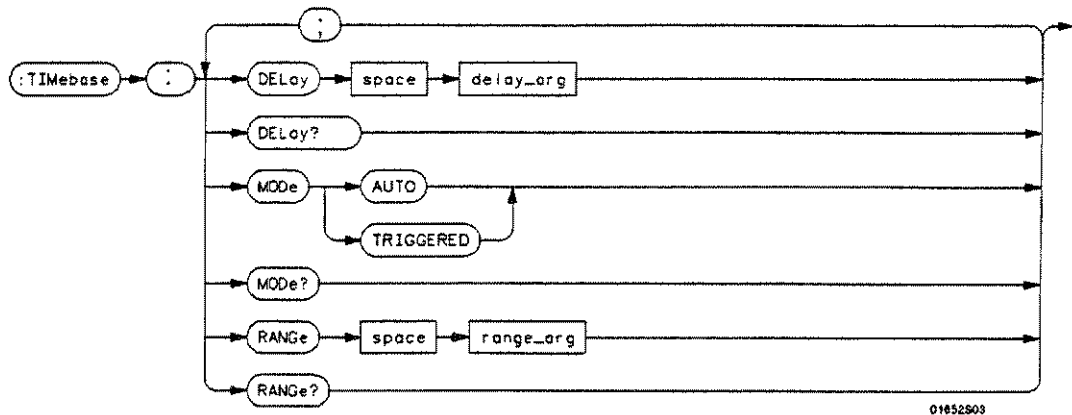 ;
:TIMebase : DELay space delay_arg
DELay?
MODe AUTO
TRIGGERED
MODe?
RANGe space range_arg
RANGe?
01652S03